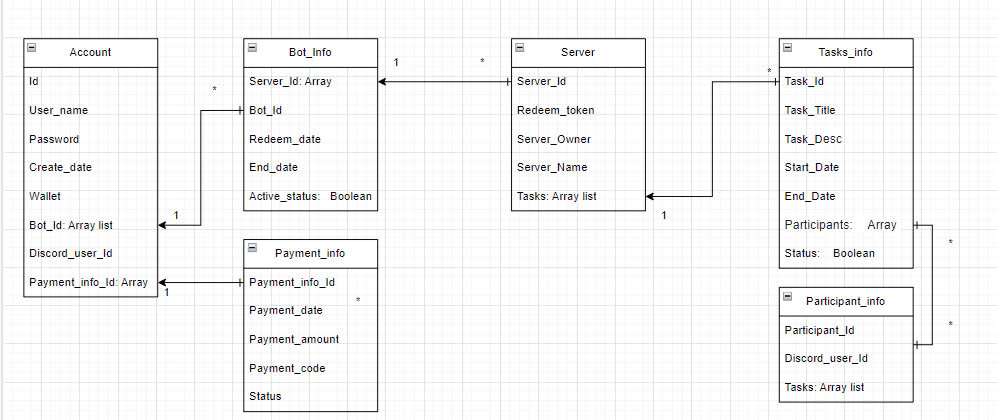 Account
Id
User_name
Password
Create_date
Wallet
Bot_Id: Array list
Discord_user_Id
Payment_info_Id: Array
*
1
1
Bot_Info
Server_Id: Array
Bot_Id
Redeem_date
End_date
Active_status: Boolean
Payment_info
Payment_info_Id
*
Payment_date
Payment_amount
Payment_code
Status
1
*
Server
Server_Id
Redeem_token
Server_Owner
Server_Name
Tasks: Array list
*
1
Tasks_info
Task_Id
Task_Title
Task_Desc
Start_Date
End_Date
Participants: Array
Status: Boolean
*
*
Participant_info
Participant_Id
Discord_user_Id
Tasks: Array list